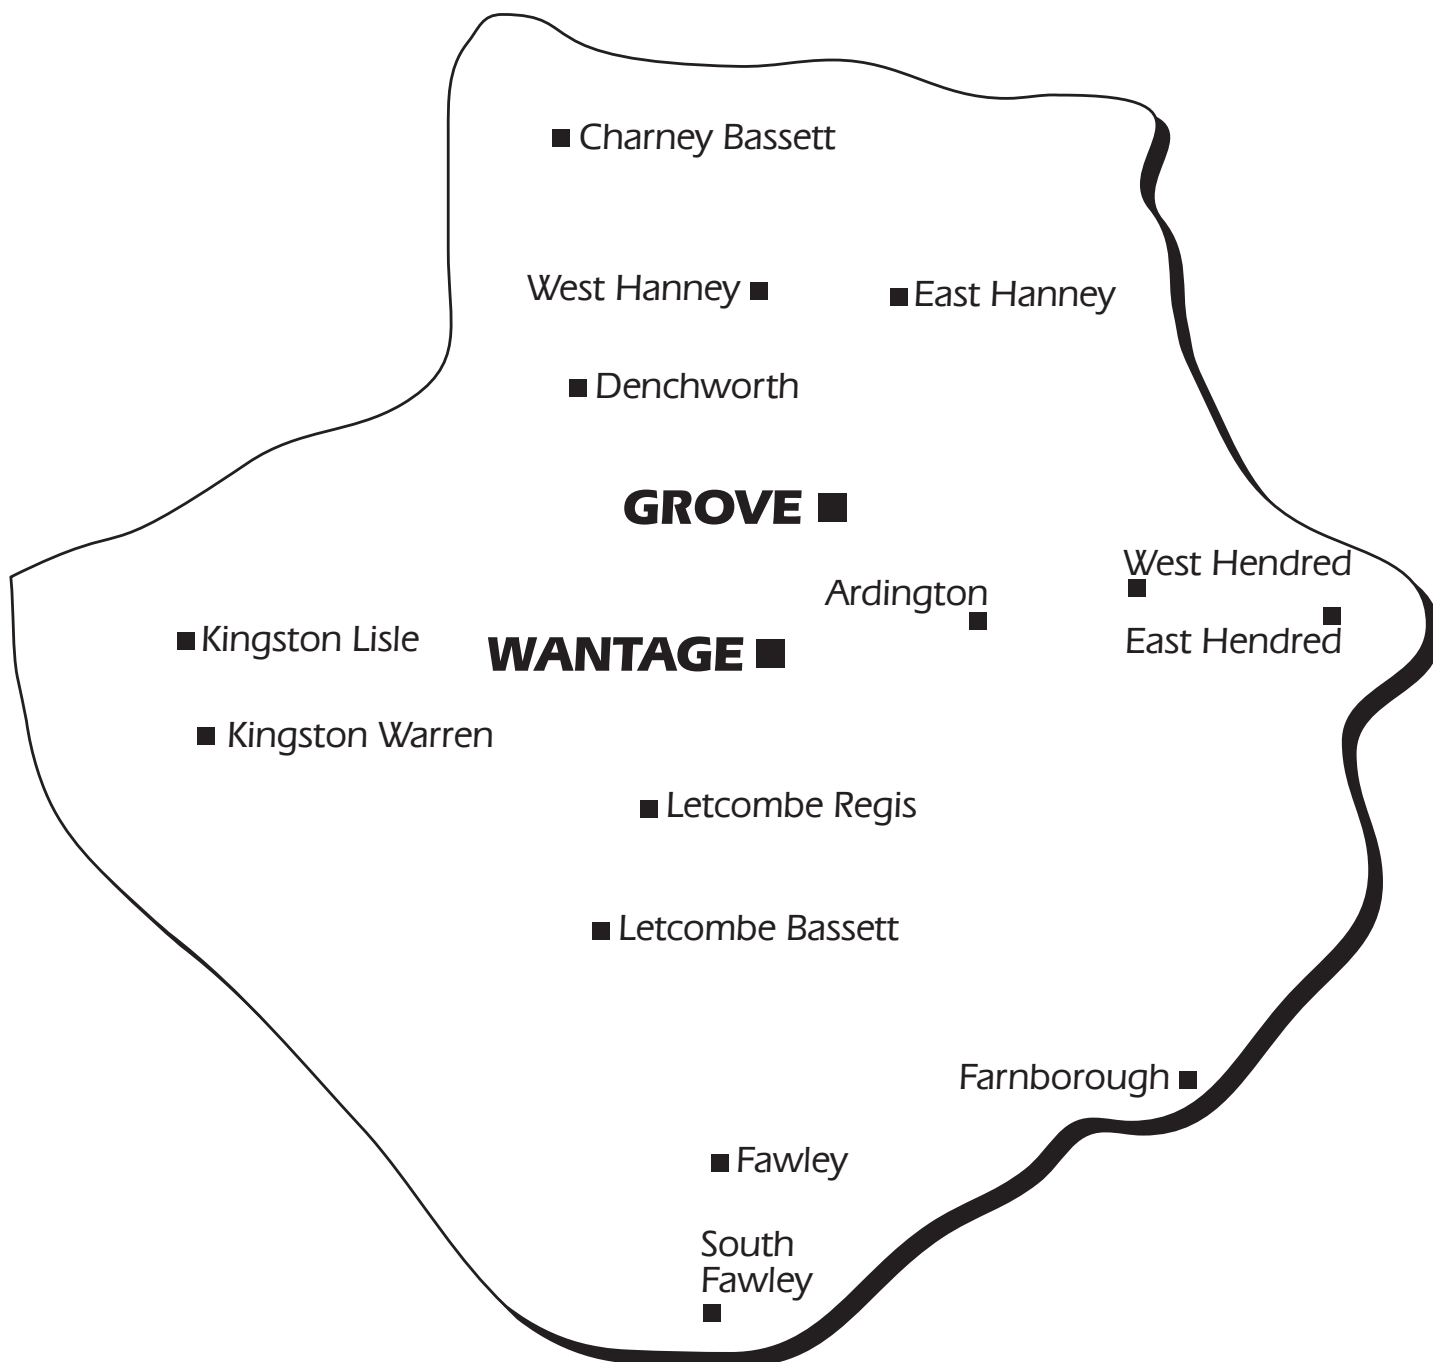 Charney Bassett
West Hanney
East Hanney
Denchworth
GROVE
West Hendred
Ardington
East Hendred
Kingston Lisle
WANTAGE
Kingston Warren
Letcombe Regis
Letcombe Bassett
Farnborough
Fawley
South
Fawley